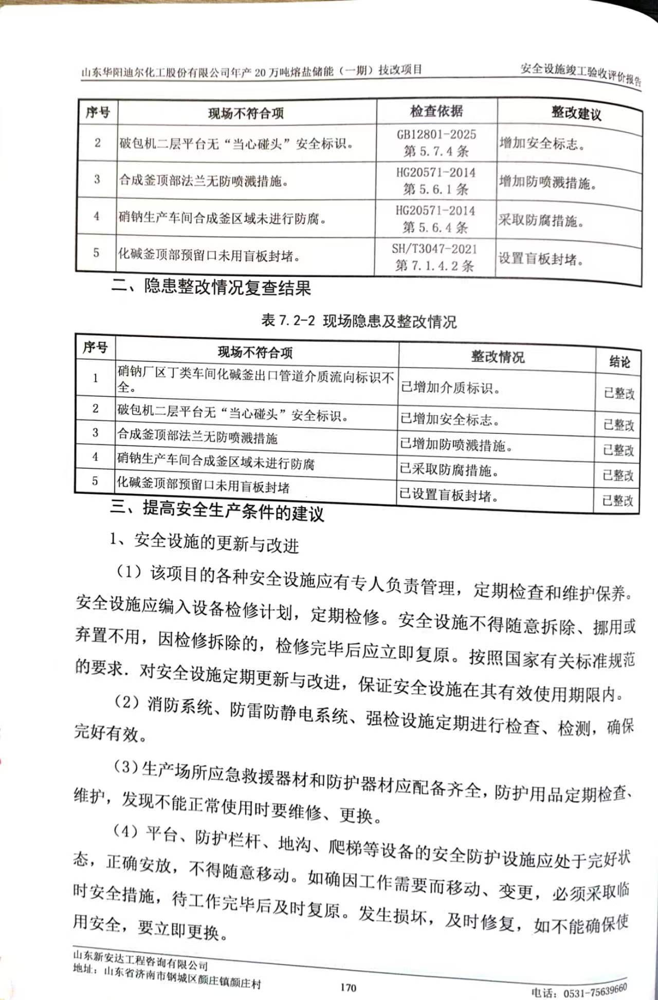 山东华阳迪尔化工股份有限公司年产 20 万吨熔盐储能（一期）技改项目 安全设施竣工验收评价报告
序号 现场不符合项 检查依据 整改建议
2 破包机二层平台无“当心碰头”安全标识。 GB12801-2025 第 5.7.4 条 增加安全标志。
3 合成釜顶部法兰无防喷溅措施。 HG20571-2014 第 5.6.1 条 增加防喷溅措施。
4 硝钠生产车间合成釜区域未进行防腐。 HG20571-2014 第 5.6.4 条 采取防腐措施。
5 化碱釜顶部预留口未用盲板封堵。 SH/T3047-2021 第 7.1.4.2 条 设置盲板封堵。
二、隐患整改情况复查结果
表 7.2-2 现场隐患及整改情况
序号 现场不符合项 整改情况 结论
1 硝钠厂区丁类车间化碱釜出口管道介质流向标识不全。 已增加介质标识。 已整改
2 破包机二层平台无“当心碰头”安全标识。 已增加安全标志。 已整改
3 合成釜顶部法兰无防喷溅措施 已增加防喷溅措施。 已整改
4 硝钠生产车间合成釜区域未进行防腐 已采取防腐措施。 已整改
5 化碱釜顶部预留口未用盲板封堵 已设置盲板封堵。 已整改
三、提高安全生产条件的建议
1、安全设施的更新与改进
（1）该项目的各种安全设施应有专人负责管理，定期检查和维护保养。
安全设施应编入设备检修计划，定期检修。安全设施不得随意拆除、挪用或
弃置不用，因检修拆除的，检修完毕后应立即复原。按照国家有关标准规范
的要求．对安全设施定期更新与改进，保证安全设施在其有效使用期限内。
（2）消防系统、防雷防静电系统、强检设施定期进行检查、检测，确保
完好有效。
（3）生产场所应急救援器材和防护器材应配备齐全，防护用品定期检查、
维护，发现不能正常使用时要维修、更换。
（4）平台、防护栏杆、地沟、爬梯等设备的安全防护设施应处于完好状
态，正确安放，不得随意移动。如确因工作需要而移动、变更，必须采取临
时安全措施，待工作完毕后及时复原。发生损坏，及时修复，如不能确保使
用安全，要立即更换。
山东新安达工程咨询有限公司
地址：山东省济南市钢城区颜庄镇颜庄村 170 电话：0531-75639660